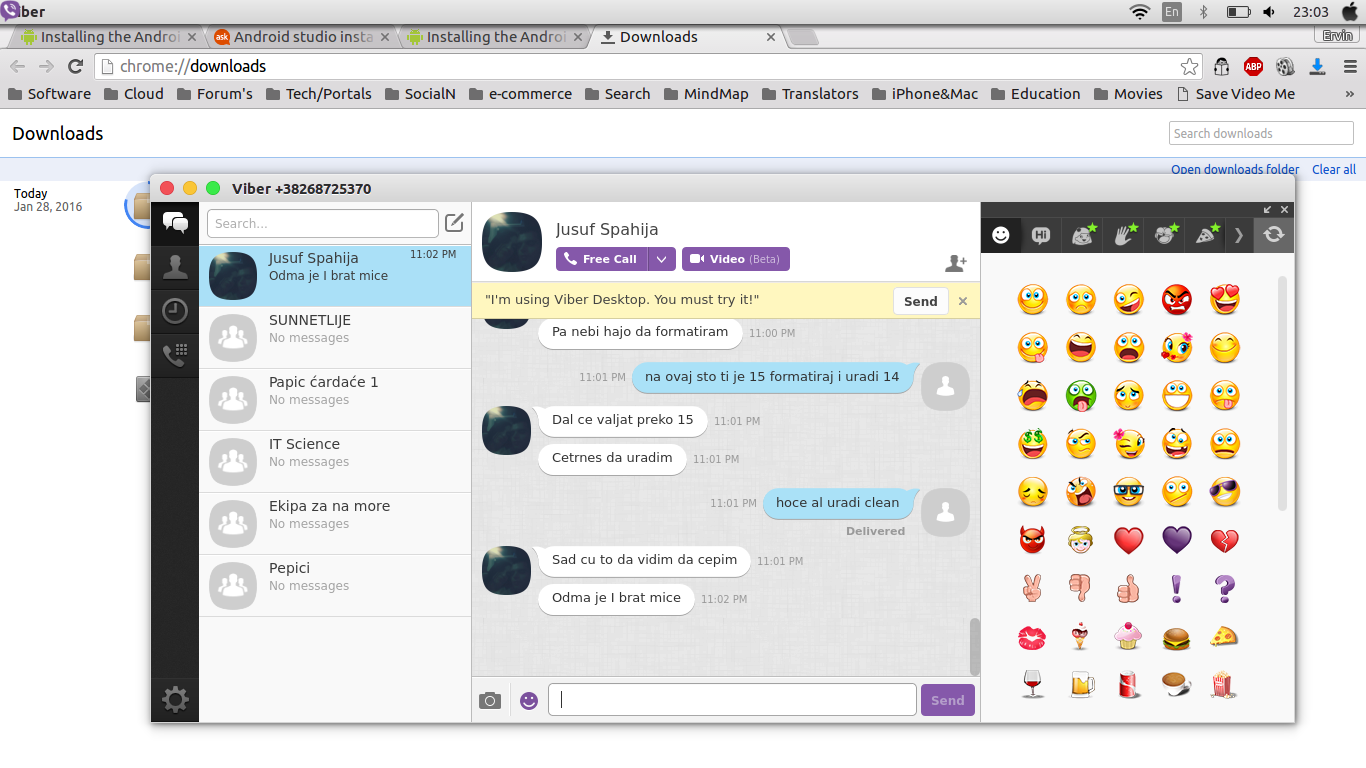 Viber
En
23:03
Installing the Androi
Android studio insta
Installing the Androi
Downloads
Ervin
chrome://downloads
ABP
Software
Cloud
Forum's
Tech/Portals
SocialN
e-commerce
Search
MindMap
Translators
iPhone&Mac
Education
Movies
Save Video Me
»
Downloads
Search downloads
Open downloads folder
Clear all
Today
Jan 28, 2016
Viber +38268725370
Search...
Jusuf Spahija
11:02 PM
Odma je I brat mice
SUNNETLIJE
No messages
Papic ćardaće 1
No messages
IT Science
No messages
Ekipa za na more
No messages
Pepici
No messages
Jusuf Spahija
Free Call
Video (Beta)
"I'm using Viber Desktop. You must try it!"
Send
Pa nebi hajo da formatiram
11:00 PM
11:01 PM
na ovaj sto ti je 15 formatiraj i uradi 14
Dal ce valjat preko 15
11:01 PM
Cetrnes da uradim
11:01 PM
11:01 PM
hoce al uradi clean
Delivered
Sad cu to da vidim da cepim
11:01 PM
Odma je I brat mice
11:02 PM
Send
Hi